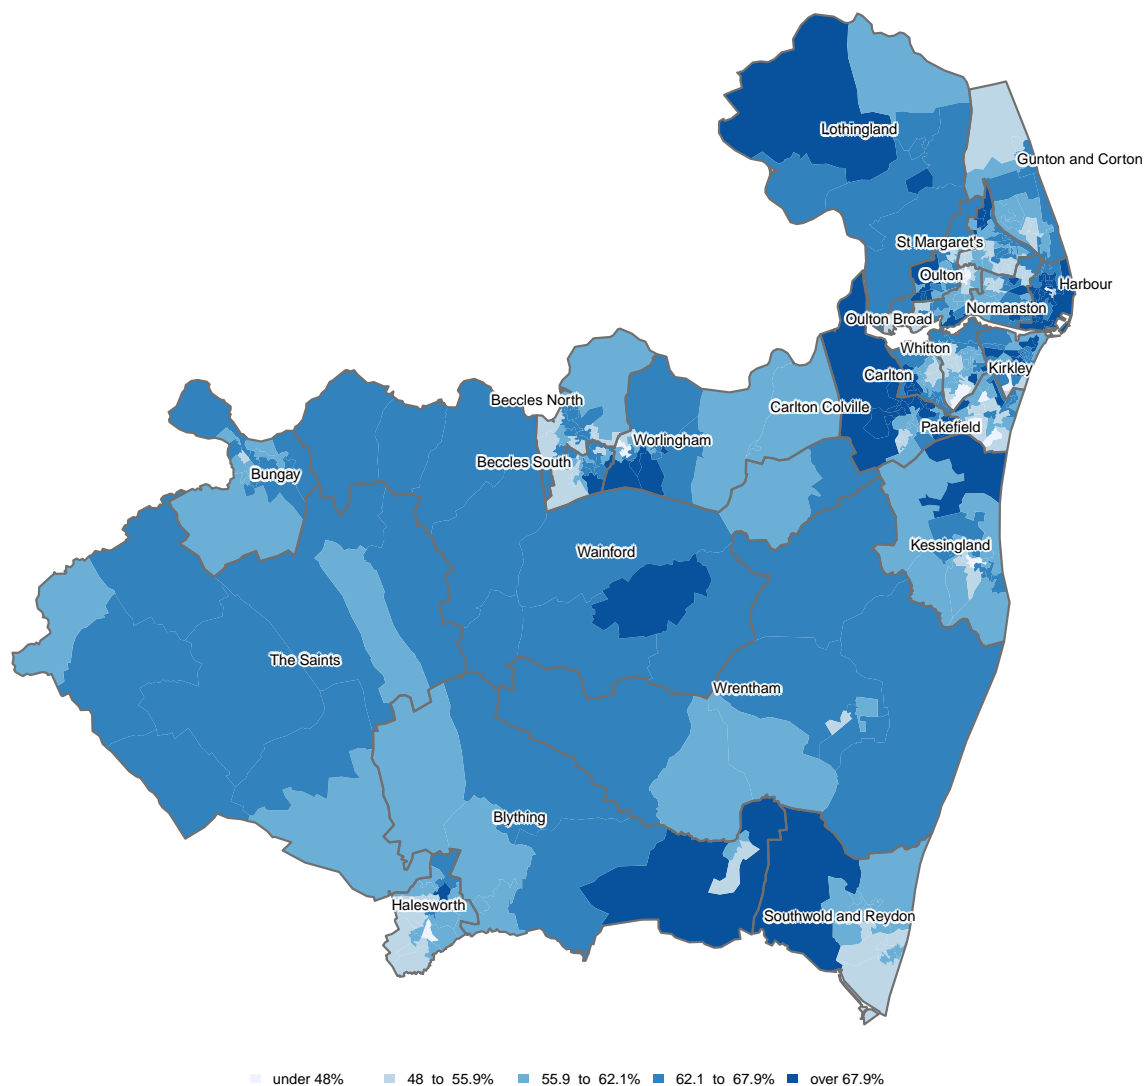 Lothingland
Gunton and Corton
St Margaret's
Oulton
Harbour
Normanston
Oulton Broad
Whitton
Kirkley
Carlton
Beccles North
Carlton Colville
Pakefield
Worlingham
Beccles South
Bungay
Kessingland
Wainford
The Saints
Wrentham
Blything
Halesworth
Southwold and Reydon
under 48% 48 to 55.9% 55.9 to 62.1% 62.1 to 67.9% over 67.9%